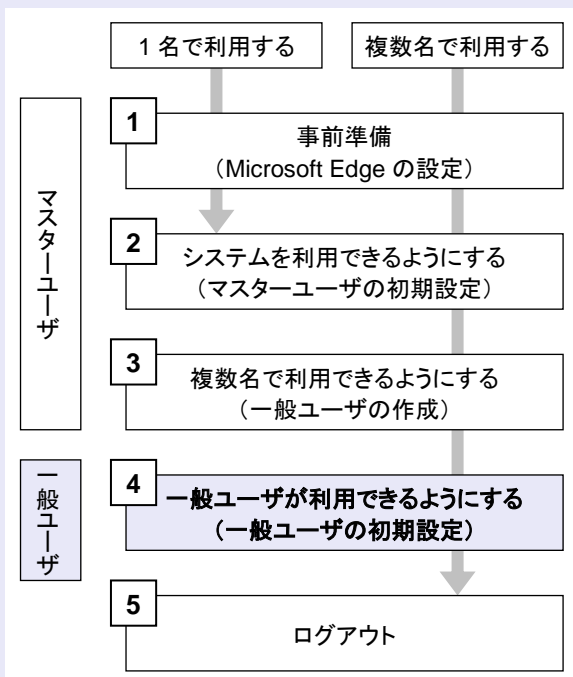 1 名で利用する
複数名で利用する
マスターユーザ
1
事前準備
（Microsoft Edge の設定）
2
システムを利用できるようにする
（マスターユーザの初期設定）
3
複数名で利用できるようにする
（一般ユーザの作成）
一般ユーザ
4
一般ユーザが利用できるようにする
（一般ユーザの初期設定）
5
ログアウト